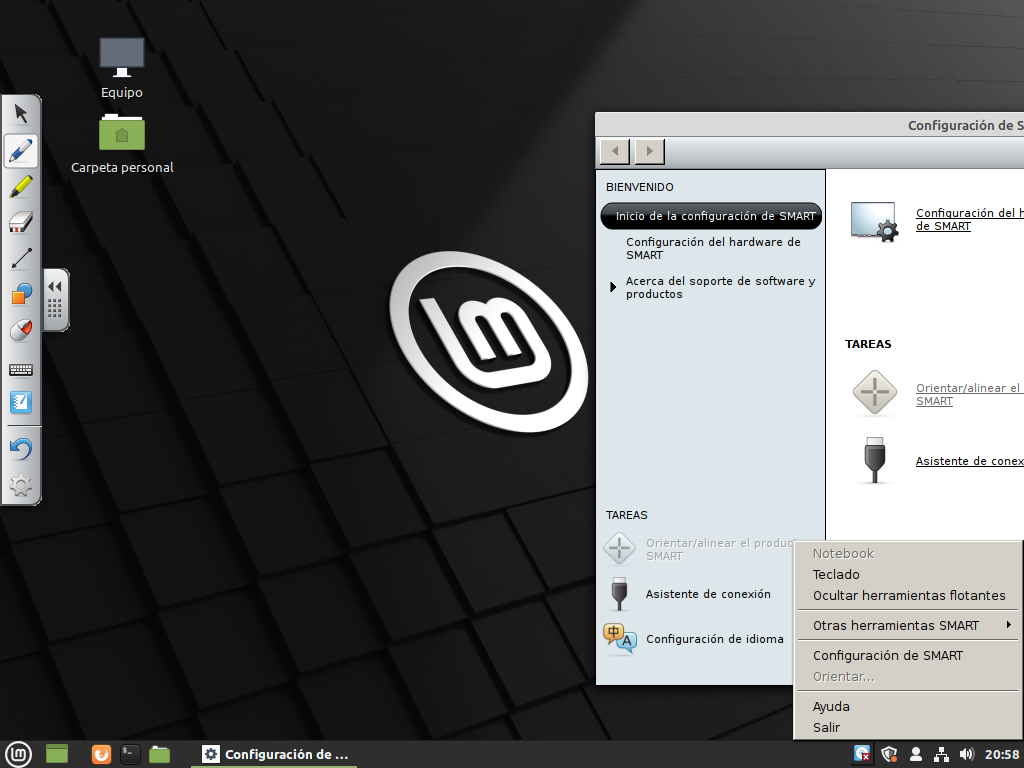 Equipo
Carpeta personal
Configuración de S
BIENVENIDO
Inicio de la configuración de SMART
Configuración del hardware de
SMART
Acerca del soporte de software y
productos
Configuración del h
de SMART
TAREAS
Orientar/alinear el
SMART
Asistente de conex
TAREAS
Orientar/alinear el produc
SMART
Asistente de conexión
Configuración de idioma
Notebook
Teclado
Ocultar herramientas flotantes
Otras herramientas SMART
Configuración de SMART
Orientar...
Ayuda
Salir
Configuración de ...
20:58